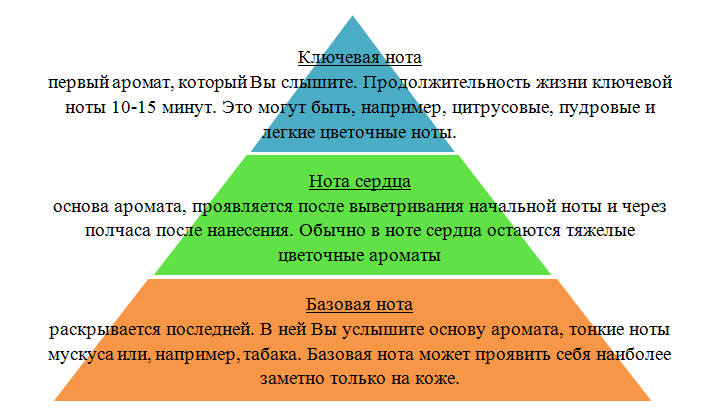 Ключевая нота
первый аромат, который Вы слышите. Продолжительность жизни ключевой
ноты 10-15 минут. Это могут быть, например, цитрусовые, пудровые и
легкие цветочные ноты.
Нота сердца
основа аромата, проявляется после выветривания начальной ноты и через
полчаса после нанесения. Обычно в ноте сердца остаются тяжелые
цветочные ароматы
Базовая нота
раскрывается последней. В ней Вы услышите основу аромата, тонкие ноты
мускуса или, например, табака. Базовая нота может проявить себя наиболее
заметно только на коже.